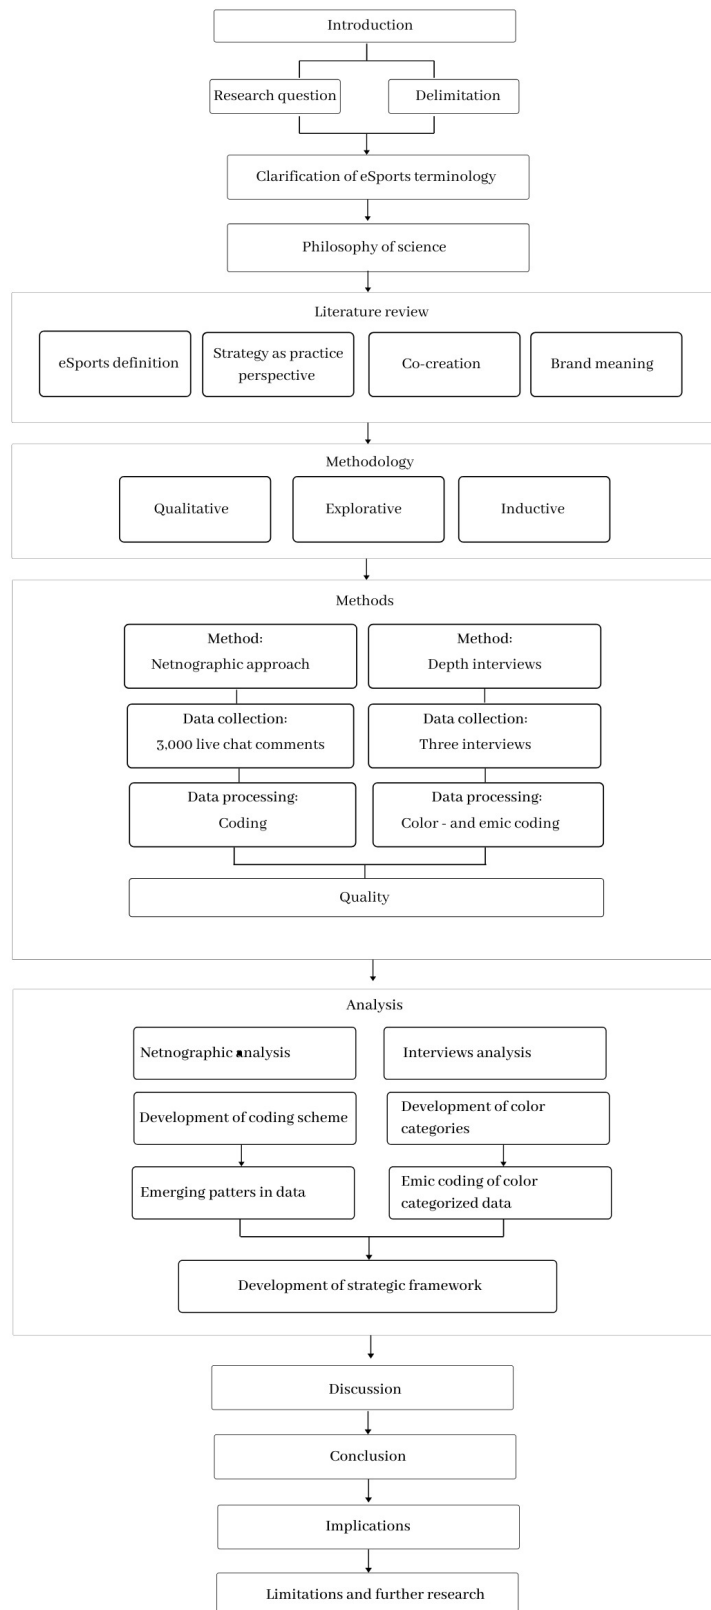 Introduction
Research question
Delimitation
Clarification of eSports terminology
Philosophy of science
Literature review
eSports definition
Strategy as practice
perspective
Co-creation
Brand meaning
Methodology
Qualitative
Explorative
Inductive
Methods
Method:
Netnographic approach
Method:
Depth interviews
Data collection:
3,000 live chat comments
Data collection:
Three interviews
Data processing:
Coding
Data processing:
Color - and emic coding
Quality
Analysis
Netnographic analysis
Interviews analysis
Development of coding scheme
Development of color
categories
Emerging patters in data
Emic coding of color
categorized data
Development of strategic framework
Discussion
Conclusion
Implications
Limitations and further research